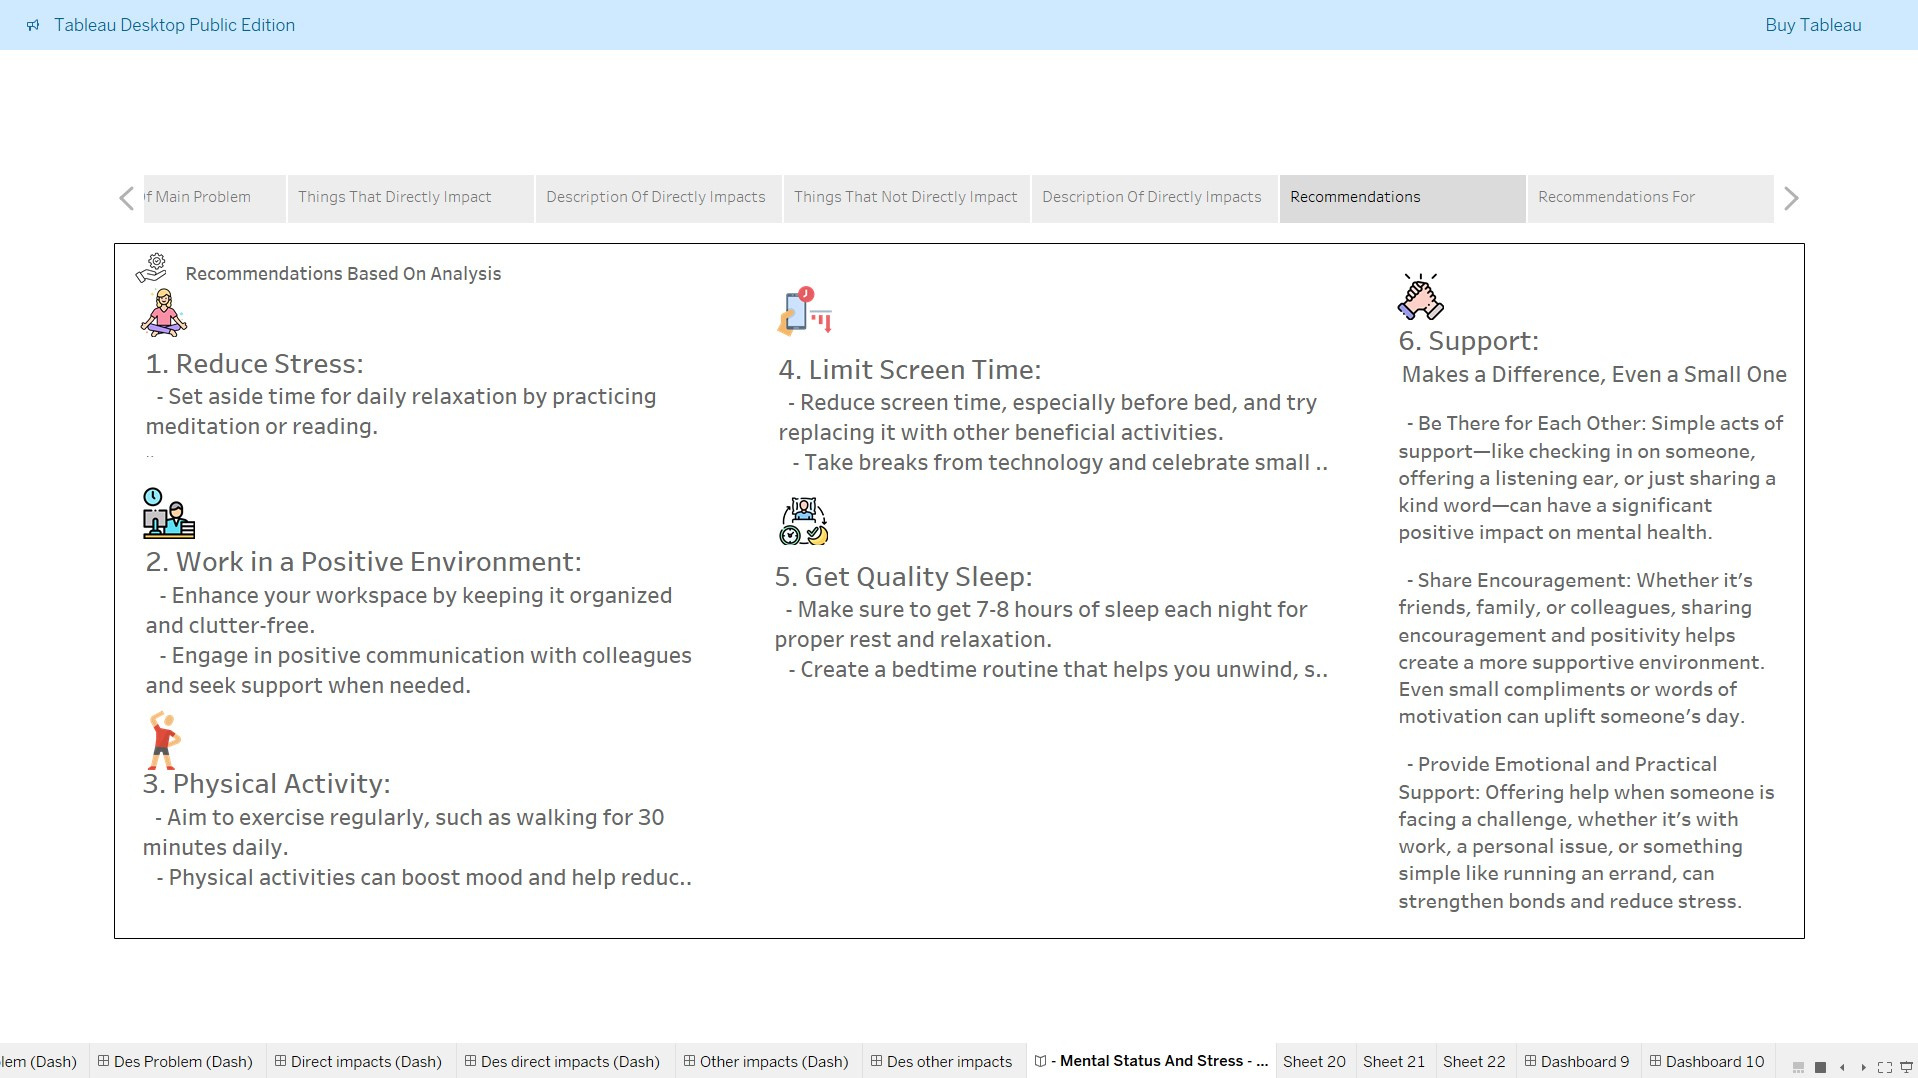 Tableau Desktop Public Edition
Buy Tableau
f Main Problem
Things That Directly Impact
Description Of Directly Impacts
Things That Not Directly Impact
Description Of Directly Impacts
Recommendations
Recommendations For
Recommendations Based On Analysis
1. Reduce Stress:
- Set aside time for daily relaxation by practicing
meditation or reading.
..
2. Work in a Positive Environment:
- Enhance your workspace by keeping it organized
and clutter-free.
- Engage in positive communication with colleagues
and seek support when needed.
3. Physical Activity:
- Aim to exercise regularly, such as walking for 30
minutes daily.
- Physical activities can boost mood and help reduc..
4. Limit Screen Time:
- Reduce screen time, especially before bed, and try
replacing it with other beneficial activities.
- Take breaks from technology and celebrate small ..
5. Get Quality Sleep:
- Make sure to get 7-8 hours of sleep each night for
proper rest and relaxation.
- Create a bedtime routine that helps you unwind, s..
6. Support:
Makes a Difference, Even a Small One
- Be There for Each Other: Simple acts of
support—like checking in on someone,
offering a listening ear, or just sharing a
kind word—can have a significant
positive impact on mental health.
- Share Encouragement: Whether it’s
friends, family, or colleagues, sharing
encouragement and positivity helps
create a more supportive environment.
Even small compliments or words of
motivation can uplift someone’s day.
- Provide Emotional and Practical
Support: Offering help when someone is
facing a challenge, whether it’s with
work, a personal issue, or something
simple like running an errand, can
strengthen bonds and reduce stress.
lem (Dash)
Des Problem (Dash)
Direct impacts (Dash)
Des direct impacts (Dash)
Other impacts (Dash)
Des other impacts
- Mental Status And Stress - ...
Sheet 20
Sheet 21
Sheet 22
Dashboard 9
Dashboard 10